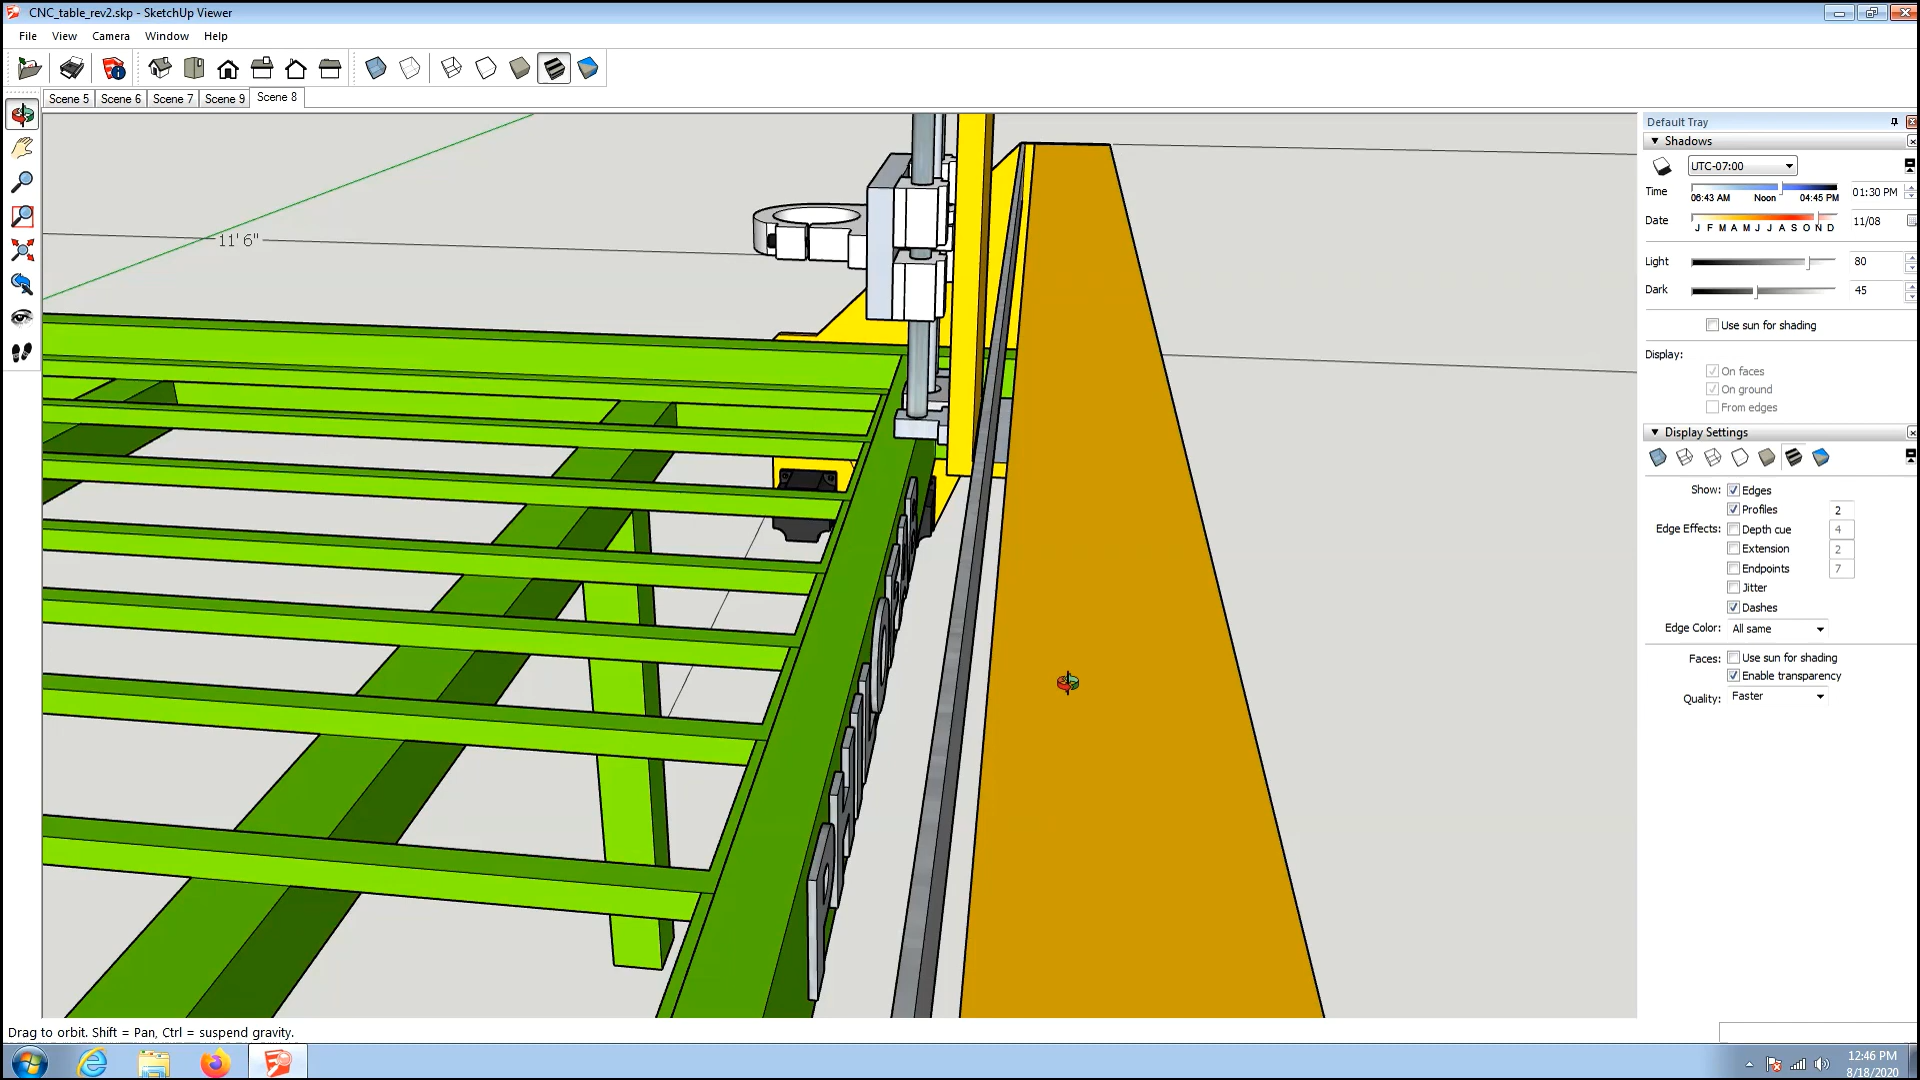 CNC_table_rev2.skp - SketchUp Viewer
File View Camera Window Help
Scene 5 Scene 6 Scene 7 Scene 9 Scene 8
11' 6"
Default Tray
Shadows
UTC-07:00
Time 06:43 AM Noon 04:45 PM 01:30 PM
Date J F M A M J J A S O N D 11/08
Light 80
Dark 45
Use sun for shading
Display:
On faces
On ground
From edges
Display Settings
Show: Edges
Profiles 2
Edge Effects: Depth cue 4
Extension 2
Endpoints 7
Jitter
Dashes
Edge Color: All same
Faces: Use sun for shading
Enable transparency
Quality: Faster
Drag to orbit. Shift = Pan, Ctrl = suspend gravity.
12:46 PM
8/18/2020